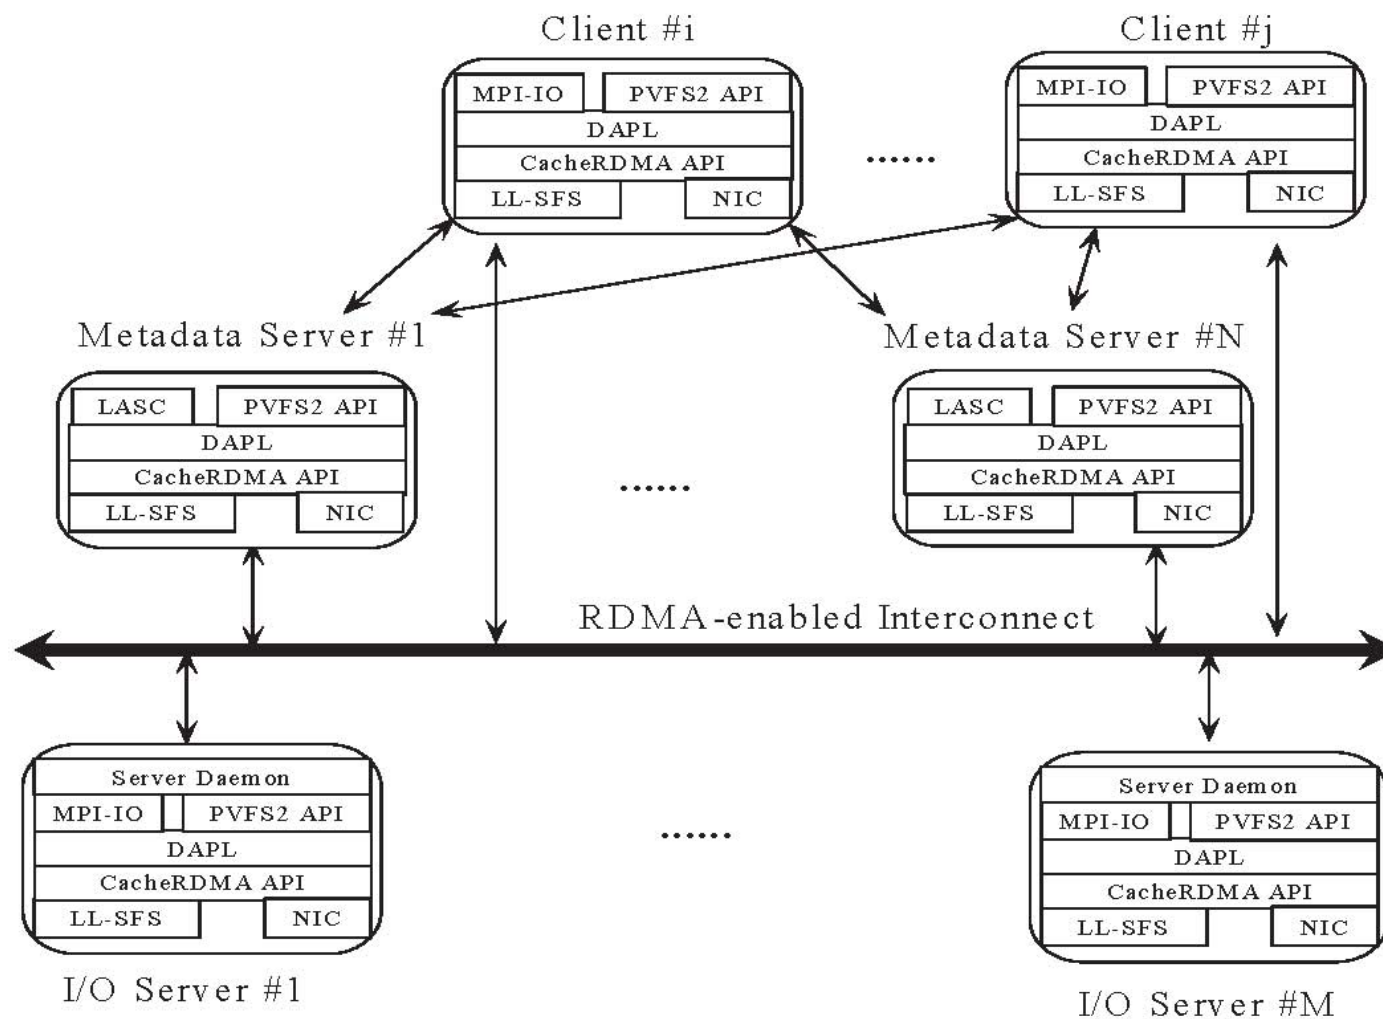 Client #i
Client #j
MPI-IO PVFS2 API
DAPL
CacheRDMA API
LL-SFS NIC
......
MPI-IO PVFS2 API
DAPL
CacheRDMA API
LL-SFS NIC
Metadata Server #1
Metadata Server #N
LASC PVFS2 API
DAPL
CacheRDMA API
LL-SFS NIC
......
LASC PVFS2 API
DAPL
CacheRDMA API
LL-SFS NIC
RDMA-enabled Interconnect
Server Daemon
MPI-IO PVFS2 API
DAPL
CacheRDMA API
LL-SFS NIC
......
Server Daemon
MPI-IO PVFS2 API
DAPL
CacheRDMA API
LL-SFS NIC
I/O Server #1
I/O Server #M